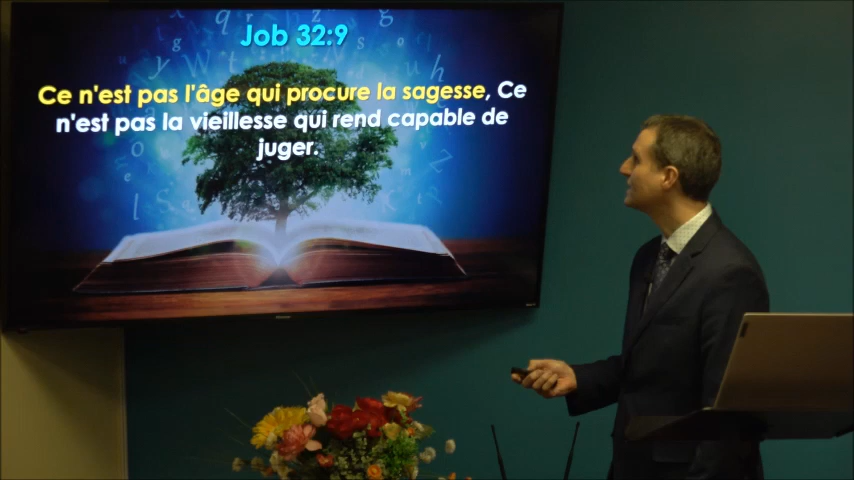 Job 32:9
Ce n'est pas l'âge qui procure la sagesse, Ce
n'est pas la vieillesse qui rend capable de
juger.